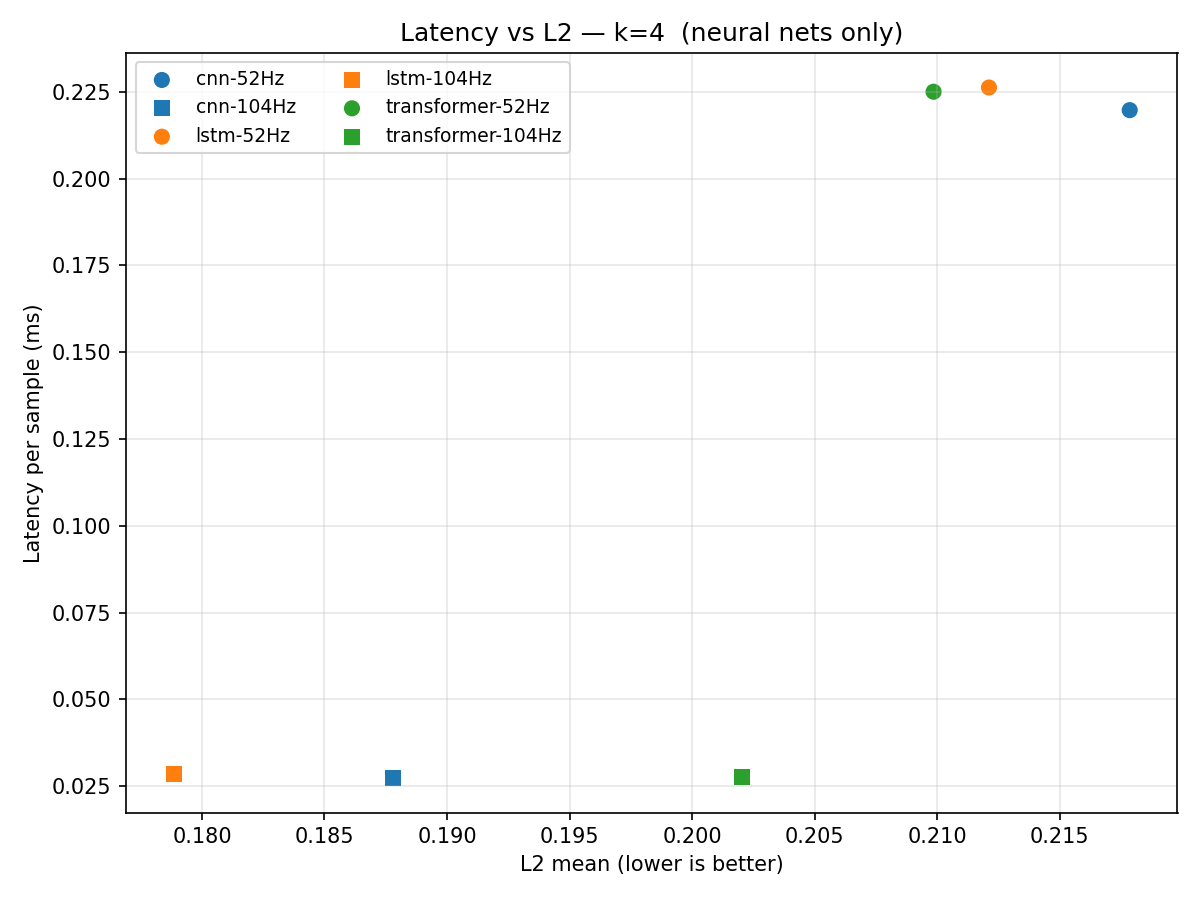 Latency vs L2 — k=4  (neural nets only)
cnn-52Hz
cnn-104Hz
lstm-52Hz
lstm-104Hz
transformer-52Hz
transformer-104Hz
Latency per sample (ms)
0.225
0.200
0.175
0.150
0.125
0.100
0.075
0.050
0.025
0.180 0.185 0.190 0.195 0.200 0.205 0.210 0.215
L2 mean (lower is better)